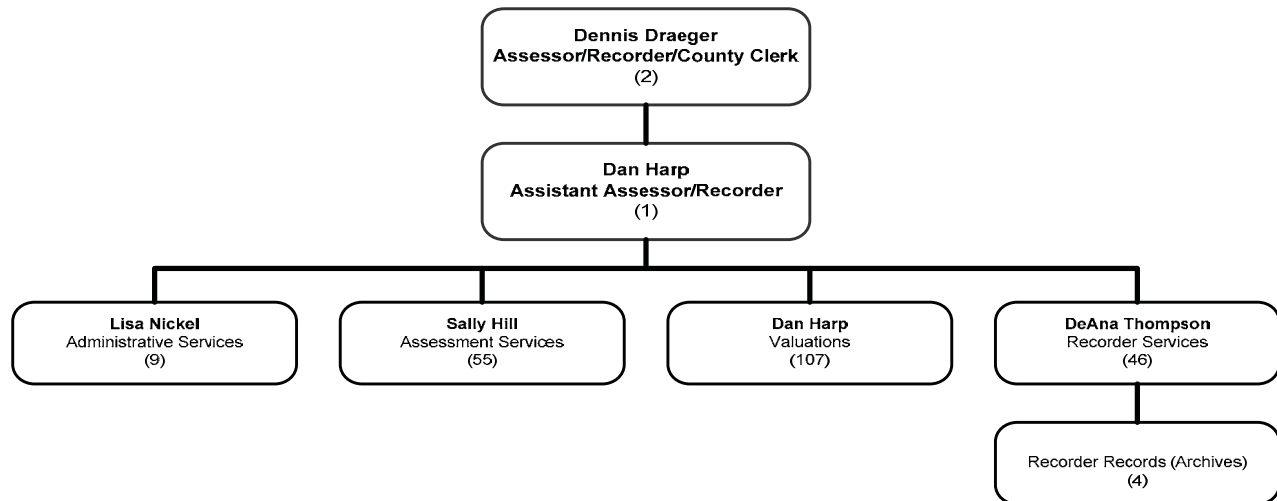 Dennis Draeger
Assessor/Recorder/County Clerk
(2)
Dan Harp
Assistant Assessor/Recorder
(1)
Lisa Nickel
Administrative Services
(9)
Sally Hill
Assessment Services
(55)
Dan Harp
Valuations
(107)
DeAna Thompson
Recorder Services
(46)
Recorder Records (Archives)
(4)